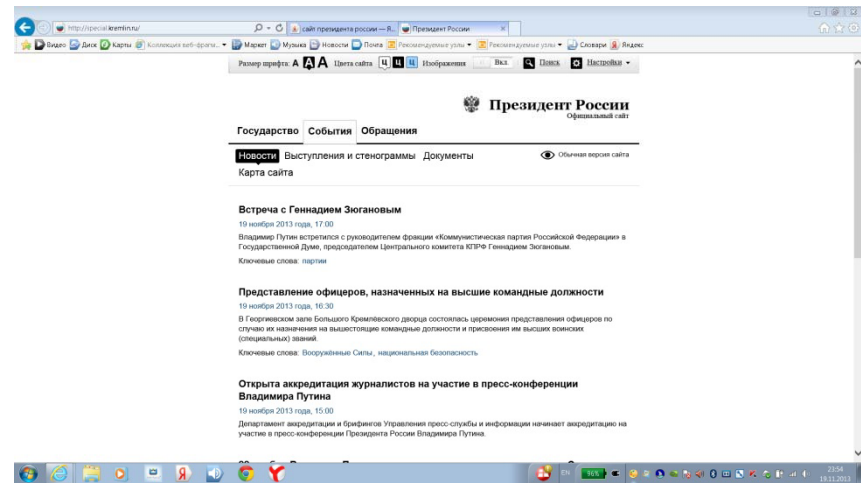 http://special.kremlin.ru/
сайт президента россии — Я...
Президент России
Видео Диск Карты Коллекция веб-фрагм... Маркет Музыка Новости Почта Рекомендуемые узлы Рекомендуемые узлы Словари Яндекс
Размер шрифта: А А А Цвета сайта Ц Ц Ц Изображения Вкл. Поиск Настройки
Президент России
Официальный сайт
Государство События Обращения
Новости Выступления и стенограммы Документы
Обычная версия сайта
Карта сайта
Встреча с Геннадием Зюгановым
19 ноября 2013 года, 17:00
Владимир Путин встретился с руководителем фракции «Коммунистическая партия Российской Федерации» в
Государственной Думе, председателем Центрального комитета КПРФ Геннадием Зюгановым.
Ключевые слова: партии
Представление офицеров, назначенных на высшие командные должности
19 ноября 2013 года, 16:30
В Георгиевском зале Большого Кремлёвского дворца состоялась церемония представления офицеров по
случаю их назначения на вышестоящие командные должности и присвоения им высших воинских
(специальных) званий.
Ключевые слова: Вооружённые Силы, национальная безопасность
Открыта аккредитация журналистов на участие в пресс-конференции
Владимира Путина
19 ноября 2013 года, 15:00
Департамент аккредитации и брифингов Управления пресс-службы и информации начинает аккредитацию на
участие в пресс-конференции Президента России Владимира Путина.
EN
96%
23:54
19.11.2013